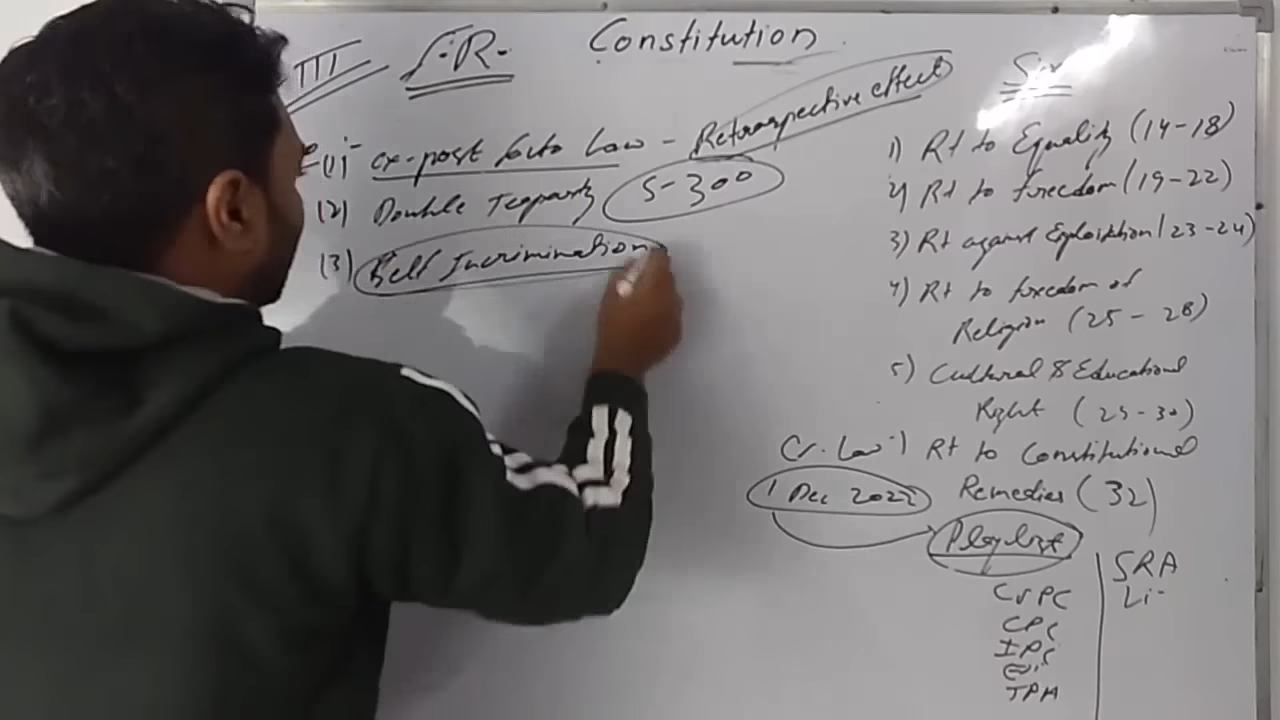 Constitution
III F.R.
(1) ex-post facto Law - Retrospective effect
(2) Double Jeopardy S-300
(3) Self Incrimination
Six
1) Rt to Equality (14-18)
2) Rt to freedom (19-22)
3) Rt against Exploitation (23-24)
4) Rt to freedom of
Religion (25-28)
5) Cultural & Educational
Right (29-30)
Cr. Law
Rt to Constitutional
1 Dec 2022
Remedies (32)
Playlist
CrPC
CPC
IPC
Evi
TPA
SRA
Li-